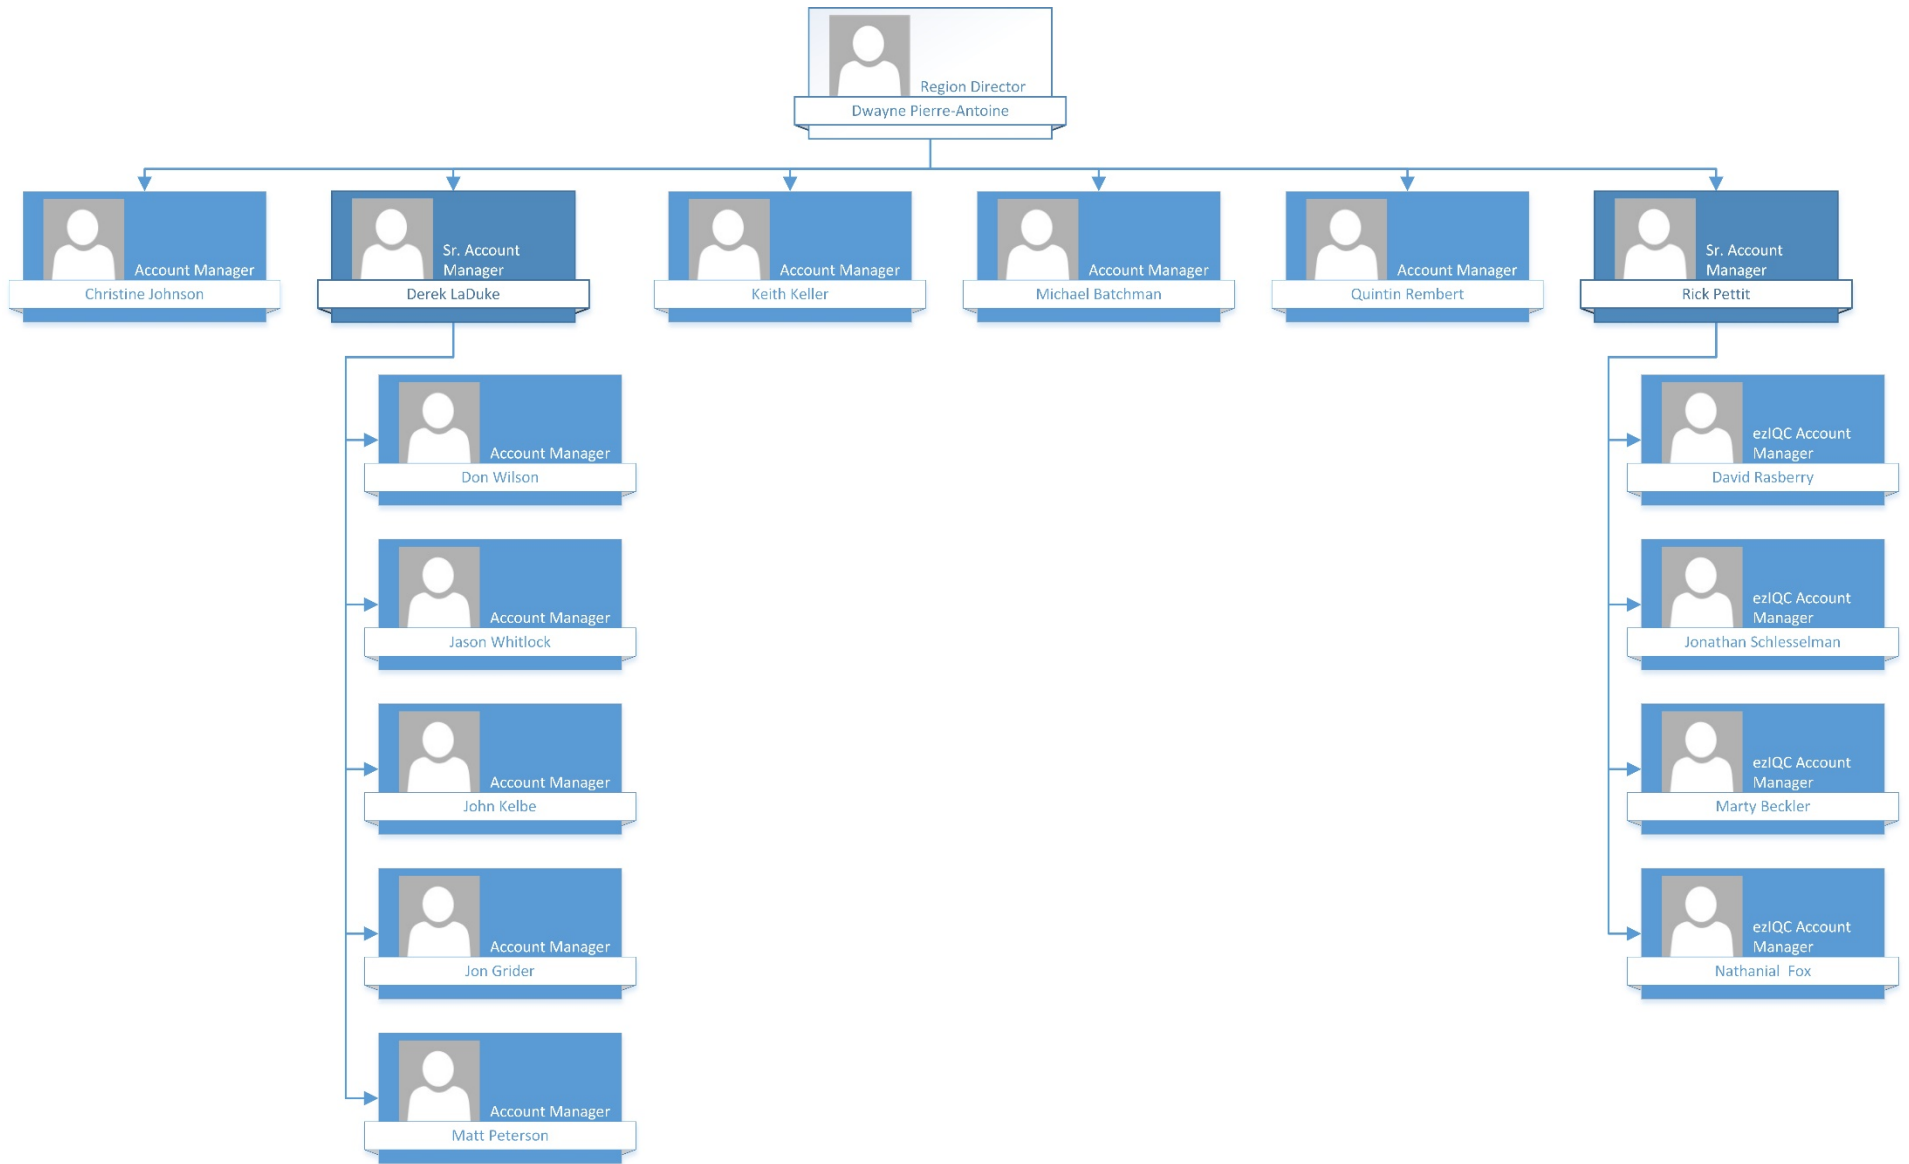 Region Director
Dwayne Pierre-Antoine
Account Manager
Christine Johnson
Sr. Account
Manager
Derek LaDuke
Account Manager
Keith Keller
Account Manager
Michael Batchman
Account Manager
Quintin Rembert
Sr. Account
Manager
Rick Pettit
Account Manager
Don Wilson
Account Manager
Jason Whitlock
Account Manager
John Kelbe
Account Manager
Jon Grider
Account Manager
Matt Peterson
ezIQC Account
Manager
David Rasberry
ezIQC Account
Manager
Jonathan Schlesselman
ezIQC Account
Manager
Marty Beckler
ezIQC Account
Manager
Nathanial  Fox